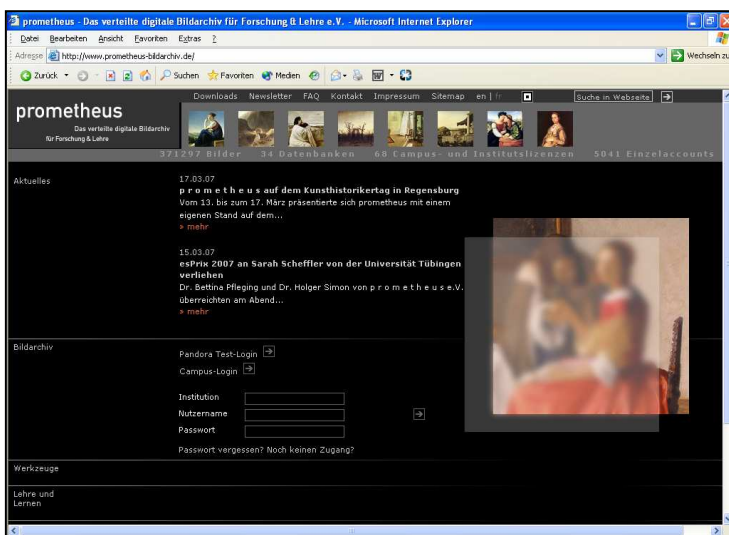 prometheus - Das verteilte digitale Bildarchiv für Forschung & Lehre e.V. - Microsoft Internet Explorer
Datei Bearbeiten Ansicht Favoriten Extras ?
Adresse http://www.prometheus-bildarchiv.de/ Wechseln zu
Zurück Suchen Favoriten Medien
Downloads Newsletter FAQ Kontakt Impressum Sitemap en | fr Suche in Webseite
prometheus
Das verteilte digitale Bildarchiv
für Forschung & Lehre
371297 Bilder 34 Datenbanken 68 Campus- und Institutslizenzen 5041 Einzelaccounts
Aktuelles
17.03.07
p r o m e t h e u s auf dem Kunsthistorikertag in Regensburg
Vom 13. bis zum 17. März präsentierte sich prometheus mit einem
eigenen Stand auf dem...
» mehr
15.03.07
esPrix 2007 an Sarah Scheffler von der Universität Tübingen
verliehen
Dr. Bettina Pfleging und Dr. Holger Simon von p r o m e t h e u s e.V.
überreichten am Abend...
» mehr
Bildarchiv
Pandora Test-Login
Campus-Login
Institution
Nutzername
Passwort
Passwort vergessen? Noch keinen Zugang?
Werkzeuge
Lehre und
Lernen